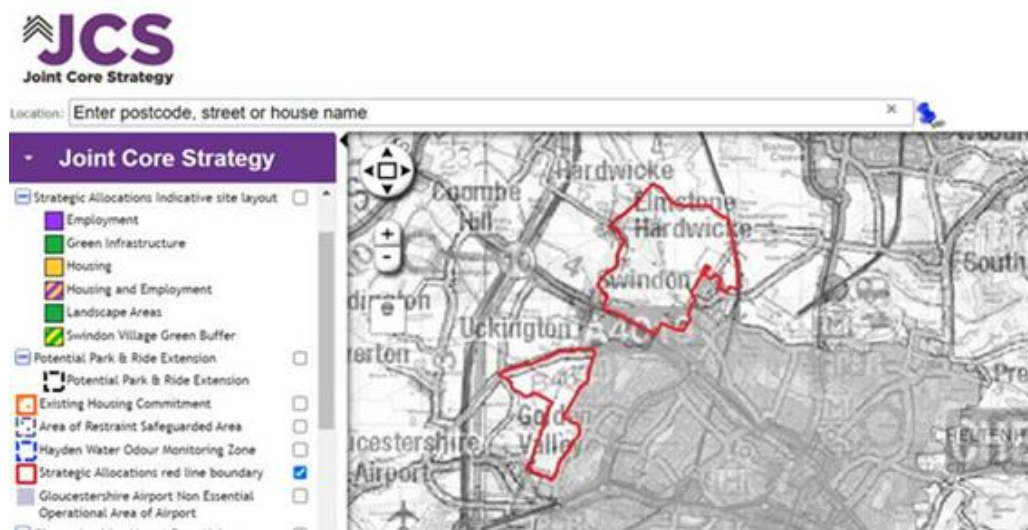 JCS
Joint Core Strategy
Location: Enter postcode, street or house name
Joint Core Strategy
Strategic Allocations Indicative site layout
Employment
Green Infrastructure
Housing
Housing and Employment
Landscape Areas
Swindon Village Green Buffer
Potential Park & Ride Extension
Potential Park & Ride Extension
Existing Housing Commitment
Area of Restraint Safeguarded Area
Hayden Water Odour Monitoring Zone
Strategic Allocations red line boundary
Gloucestershire Airport Non Essential
Operational Area of Airport
Hardwicke
Coombe
Hill
Elmstone
Hardwicke
Swindon
South
Uckington
Golden
Valley
Airport